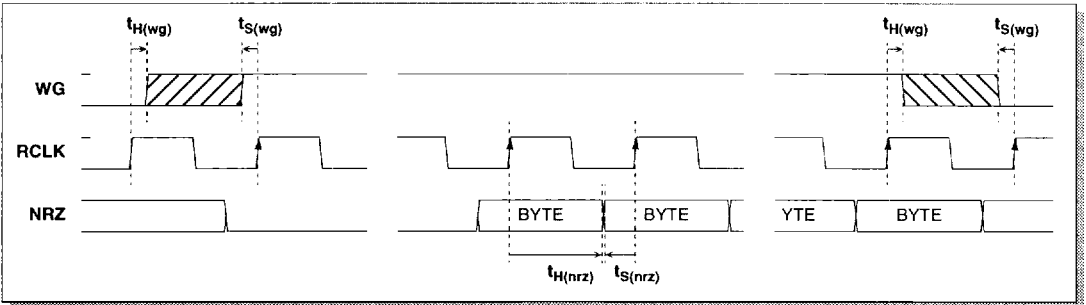 tH(wg) tS(wg) tH(wg) tS(wg)
WG
RCLK
NRZ BYTE BYTE YTE BYTE
tH(nrz) tS(nrz)